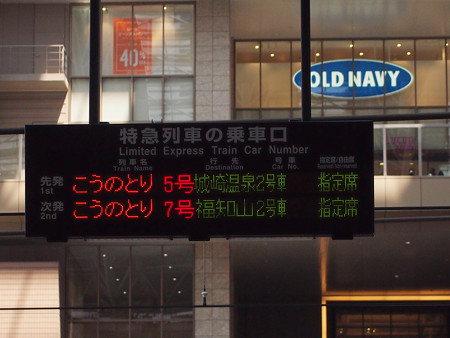 40%
OLD NAVY
特急列車の乗車口
Limited Express Train Car Number
列車名 行先 号車 指定席/自由席
Train Name Destination Car No. Reserved/Non-reserved
先発 こうのとり 5号 城崎温泉 2号車 指定席
1st
次発 こうのとり 7号 福知山 2号車 指定席
2nd